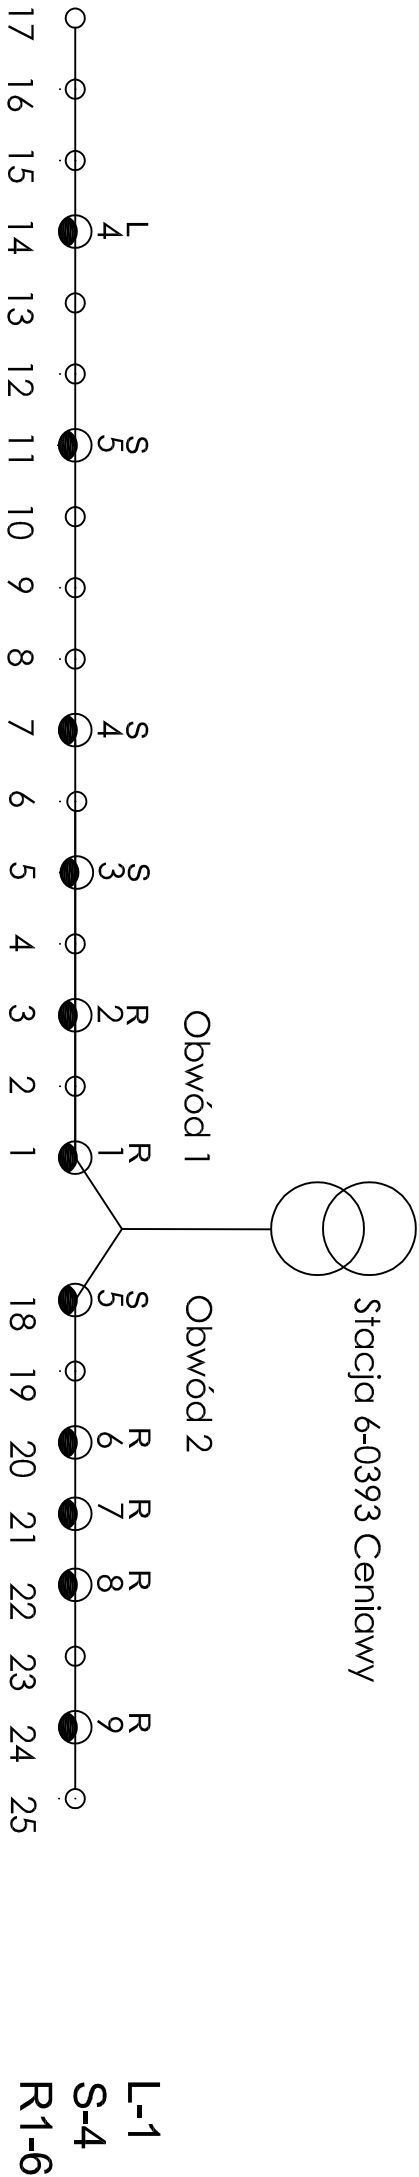 Stacja 6-0393 Ceniawy
Obwód 1 Obwód 2
L S S S R R S R R R R
4 5 4 3 2 1 5 6 7 8 9
17 16 15 14 13 12 11 10 9 8 7 6 5 4 3 2 1 18 19 20 21 22 23 24 25
L-1
S-4
R1-6